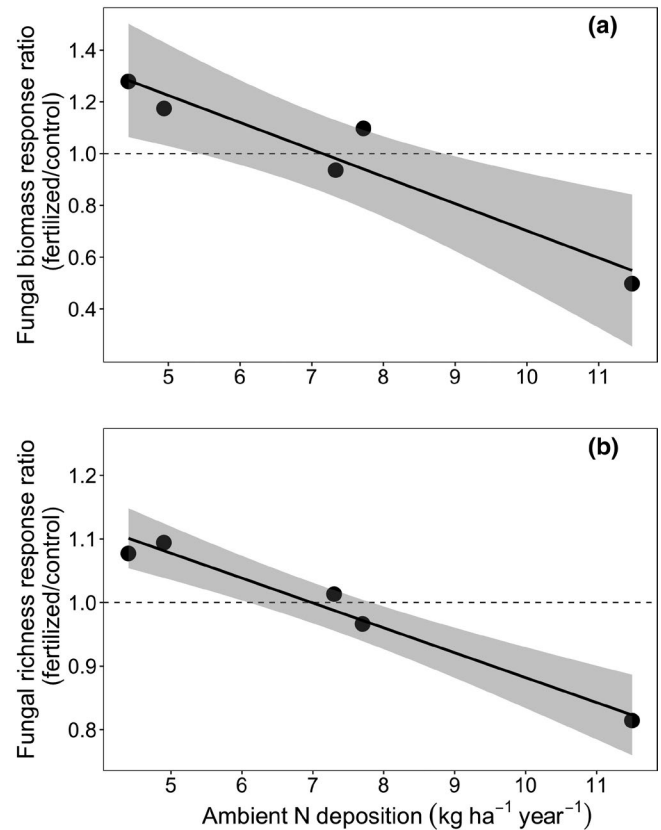 (a)
Fungal biomass response ratio
(fertilized/control)
1.4
1.2
1.0
0.8
0.6
0.4
5 6 7 8 9 10 11
(b)
Fungal richness response ratio
(fertilized/control)
1.2
1.1
1.0
0.9
0.8
5 6 7 8 9 10 11
Ambient N deposition (kg ha⁻¹ year⁻¹)